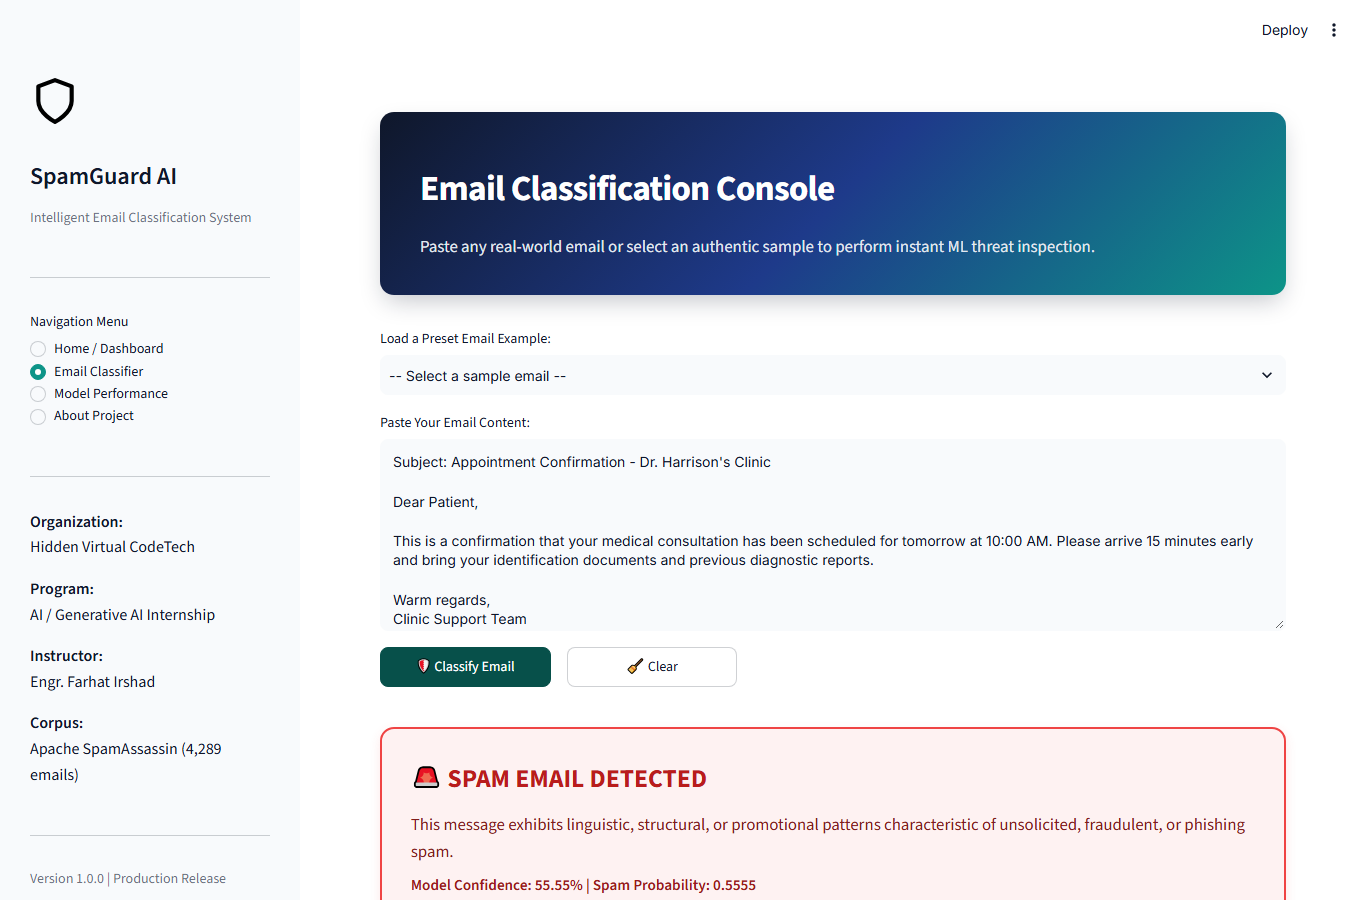 Deploy
SpamGuard AI
Intelligent Email Classification System
Navigation Menu
Home / Dashboard
Email Classifier
Model Performance
About Project
Organization:
Hidden Virtual CodeTech
Program:
AI / Generative AI Internship
Instructor:
Engr. Farhat Irshad
Corpus:
Apache SpamAssassin (4,289
emails)
Version 1.0.0 | Production Release
Email Classification Console
Paste any real-world email or select an authentic sample to perform instant ML threat inspection.
Load a Preset Email Example:
-- Select a sample email --
Paste Your Email Content:
Subject: Appointment Confirmation - Dr. Harrison's Clinic
Dear Patient,
This is a confirmation that your medical consultation has been scheduled for tomorrow at 10:00 AM. Please arrive 15 minutes early
and bring your identification documents and previous diagnostic reports.
Warm regards,
Clinic Support Team
Classify Email
Clear
SPAM EMAIL DETECTED
This message exhibits linguistic, structural, or promotional patterns characteristic of unsolicited, fraudulent, or phishing
spam.
Model Confidence: 55.55% | Spam Probability: 0.5555